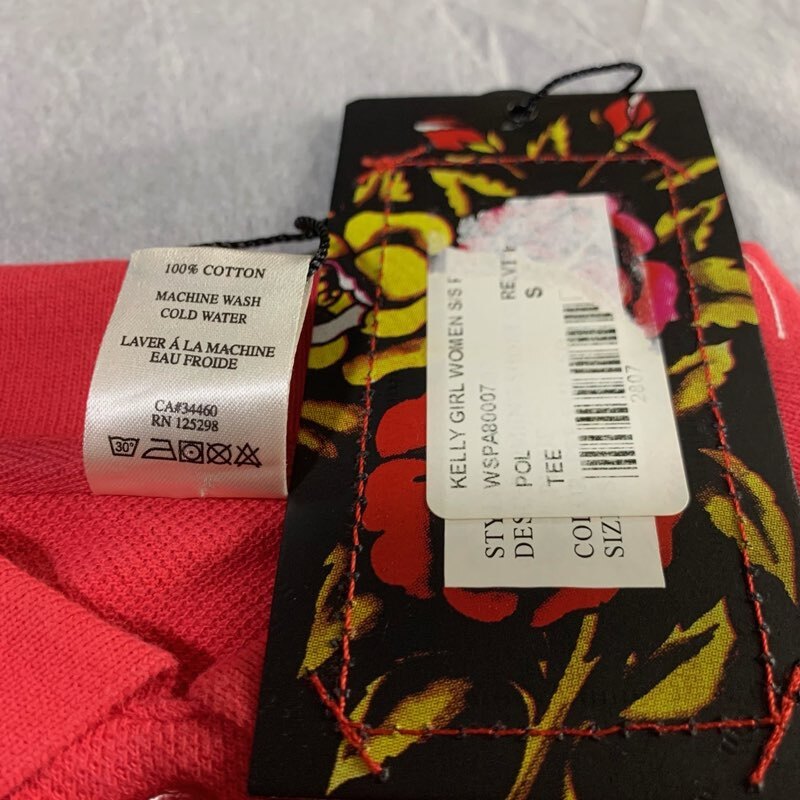 100% COTTON
MACHINE WASH
COLD WATER
LAVER Á LA MACHINE
EAU FROIDE
CA#34460
RN 125298
30°
KELLY GIRL WOMEN S/S
WSPA80007
POL
TEE
S
2807
STY
DES
COL
SIZ